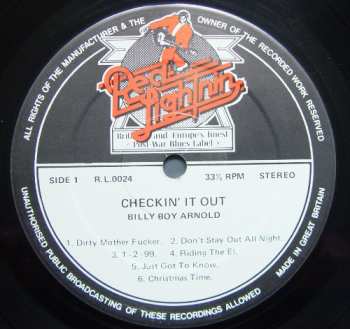 ALL RIGHTS OF THE MANUFACTURER & THE OWNER OF THE RECORDED WORK RESERVED
Red
Lightnin'
Britain and Europe's finest
Post-War Blues Label
SIDE 1 R.L.0024 33⅓ RPM STEREO
CHECKIN' IT OUT
BILLY BOY ARNOLD
1. Dirty Mother Fucker. 2. Don't Stay Out All Night.
3. 1-2-99. 4. Riding The El.
5. Just Got To Know.
6. Christmas Time.
UNAUTHORISED PUBLIC BROADCASTING OF THESE RECORDINGS ALLOWED
MADE IN GREAT BRITAIN